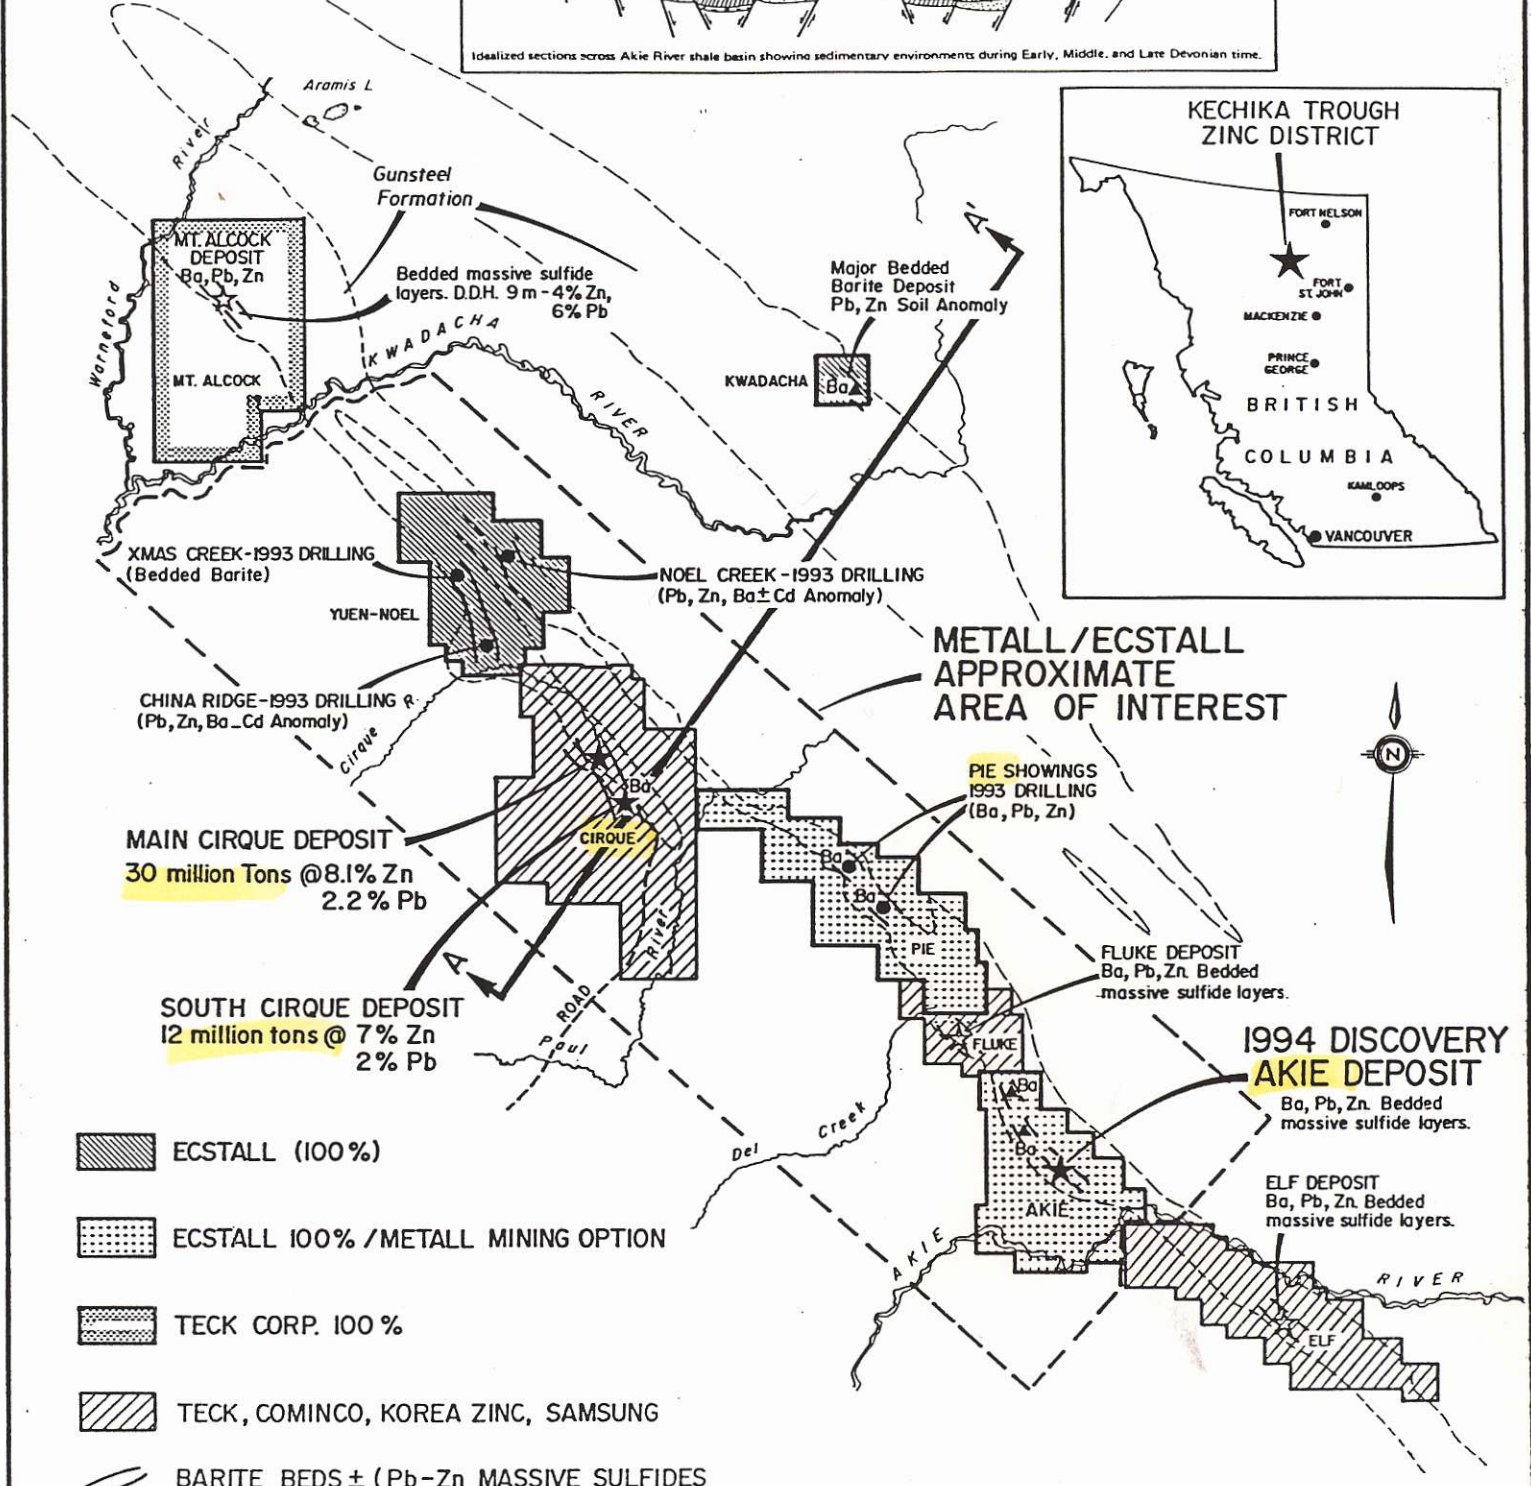 Idealized sections across Akie River shale basin showing sedimentary environments during Early, Middle, and Late Devonian time.
Aramis L
River
KECHIKA TROUGH
ZINC DISTRICT
Gunsteel
Formation
FORT NELSON
A'
MT. ALCOCK
DEPOSIT
Ba, Pb, Zn
Bedded massive sulfide
layers. D.D.H. 9m-4% Zn,
6% Pb
Major Bedded
Barite Deposit
Pb, Zn Soil Anomaly
FORT
ST. JOHN
MACKENZIE
Warneford
KWADACHA
RIVER
MT. ALCOCK
KWADACHA
Ba
PRINCE
GEORGE
BRITISH
COLUMBIA
KAMLOOPS
VANCOUVER
XMAS CREEK-1993 DRILLING
(Bedded Barite)
NOEL CREEK-1993 DRILLING
(Pb, Zn, Ba±Cd Anomaly)
YUEN-NOEL
METALL/ECSTALL
APPROXIMATE
AREA OF INTEREST
CHINA RIDGE-1993 DRILLING
(Pb, Zn, Ba_Cd Anomaly)
Cirque R.
N
PIE SHOWINGS
1993 DRILLING
(Ba, Pb, Zn)
Ba
CIRQUE
MAIN CIRQUE DEPOSIT
30 million Tons @8.1% Zn
2.2% Pb
Ba
Ba
PIE
River
A
FLUKE DEPOSIT
Ba, Pb, Zn. Bedded
massive sulfide layers.
SOUTH CIRQUE DEPOSIT
12 million tons @ 7% Zn
2% Pb
ROAD
Paul
FLUKE
1994 DISCOVERY
AKIE DEPOSIT
Ba, Pb, Zn. Bedded
massive sulfide layers.
Ba
Ba
Del Creek
AKIE
ELF DEPOSIT
Ba, Pb, Zn. Bedded
massive sulfide layers.
AKIE
RIVER
ELF
ECSTALL (100%)
ECSTALL 100% /METALL MINING OPTION
TECK CORP. 100%
TECK, COMINCO, KOREA ZINC, SAMSUNG
BARITE BEDS ± (Pb-Zn MASSIVE SULFIDES